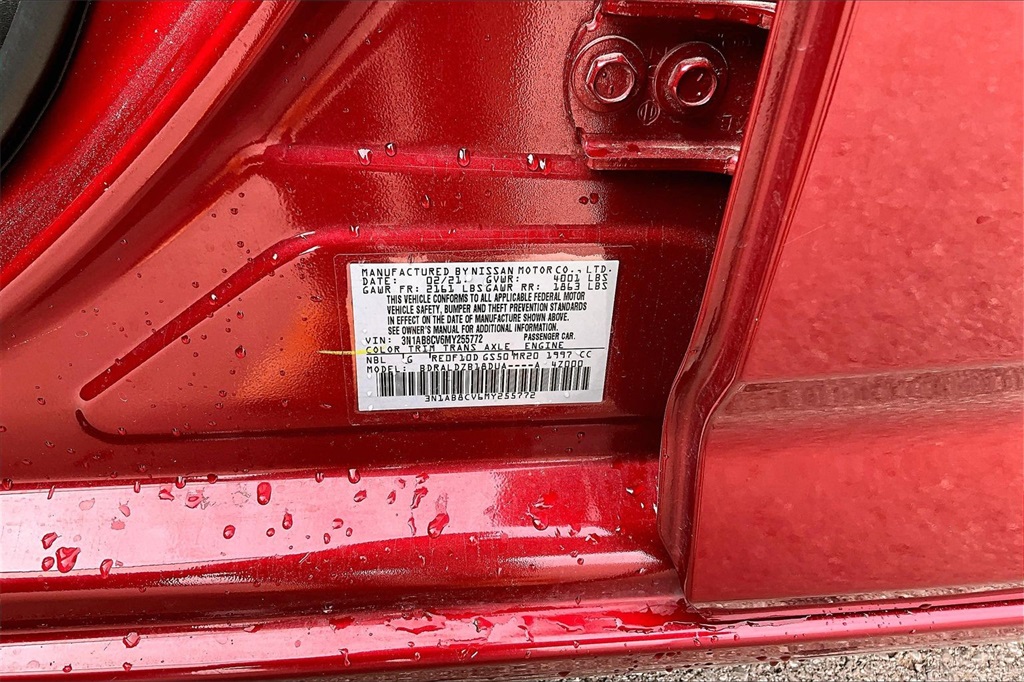 MANUFACTURED BY NISSAN MOTOR CO., LTD.
DATE: 02/21 GVWR: 4001 LBS
GAWR FR: 2161 LBS GAWR RR: 1863 LBS
THIS VEHICLE CONFORMS TO ALL APPLICABLE FEDERAL MOTOR
VEHICLE SAFETY, BUMPER AND THEFT PREVENTION STANDARDS
IN EFFECT ON THE DATE OF MANUFACTURE SHOWN ABOVE.
SEE OWNER'S MANUAL FOR ADDITIONAL INFORMATION.
VIN: 3N1AB8CV6MY255772 PASSENGER CAR
COLOR TRIM TRANS AXLE ENGINE
NBL 'G 'RE0F10D GS50 MR20 1997 CC
MODEL: BDRALDZB18DUA----A 4Z000
3N1AB8CV6MY255772